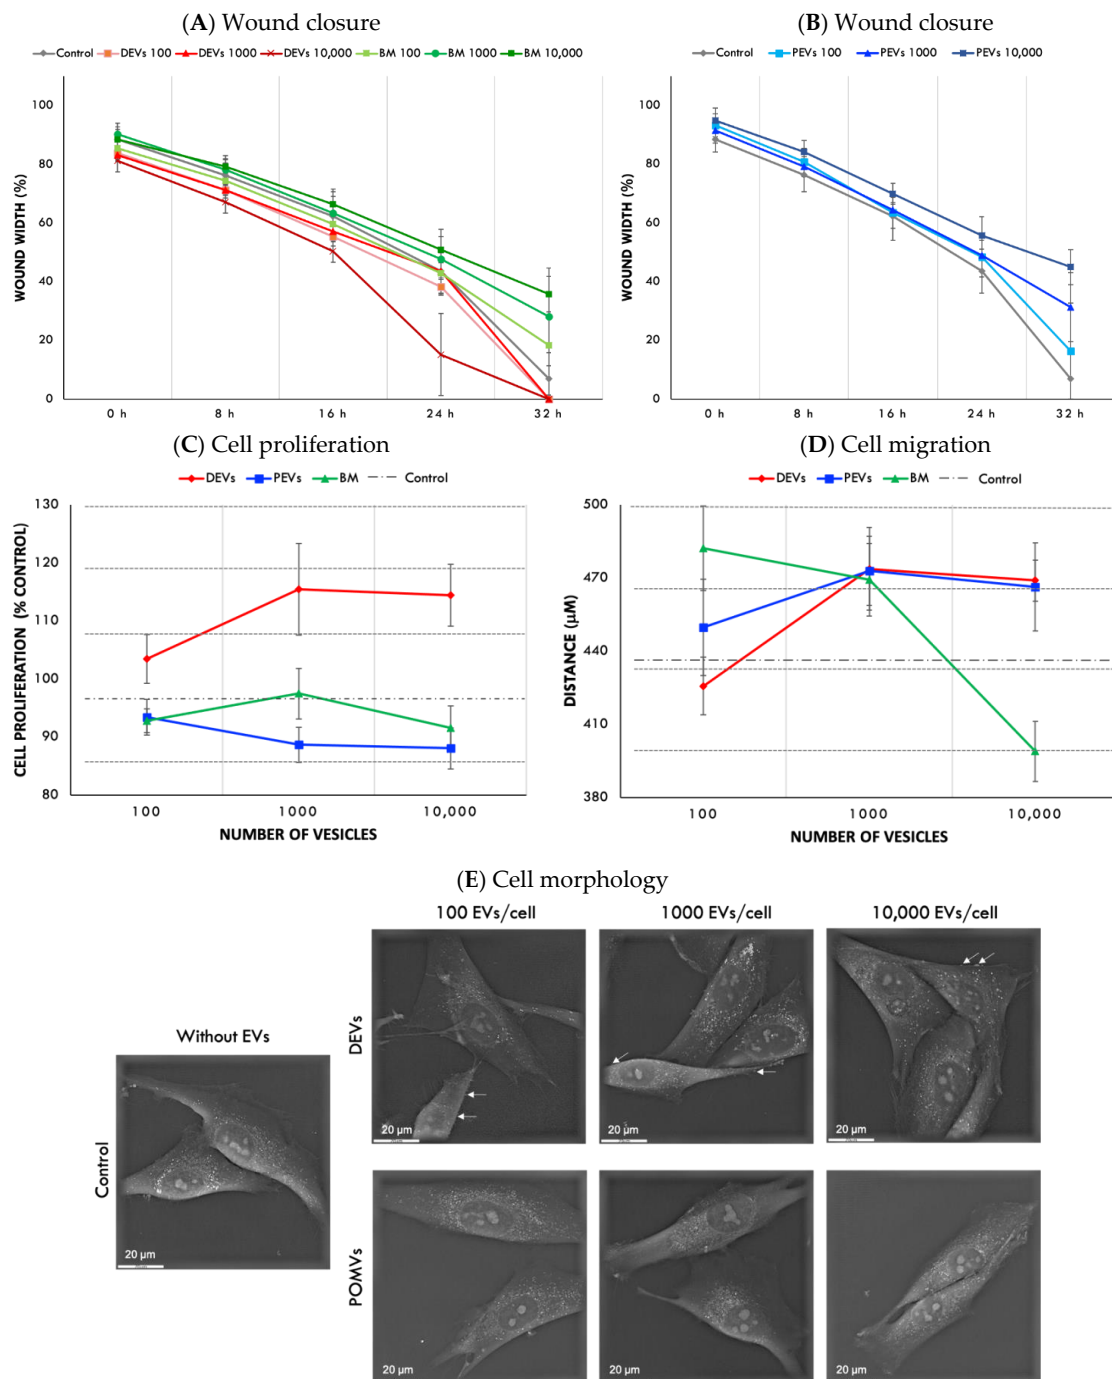 (A) Wound closure
Control DEVs 100 DEVs 1000 DEVs 10,000 BM 100 BM 1000 BM 10,000
WOUND WIDTH (%)
100
80
60
40
20
0
0 h 8 h 16 h 24 h 32 h
(B) Wound closure
Control PEVs 100 PEVs 1000 PEVs 10,000
WOUND WIDTH (%)
100
80
60
40
20
0
0 h 8 h 16 h 24 h 32 h
(C) Cell proliferation
DEVs PEVs BM Control
CELL PROLIFERATION (% CONTROL)
130
120
110
100
90
80
100 1000 10,000
NUMBER OF VESICLES
(D) Cell migration
DEVs PEVs BM Control
DISTANCE (μM)
500
470
440
410
380
100 1000 10,000
NUMBER OF VESICLES
(E) Cell morphology
100 EVs/cell 1000 EVs/cell 10,000 EVs/cell
Without EVs
Control
20 μm
DEVs
20 μm 20 μm 20 μm
POMVs
20 μm 20 μm 20 μm